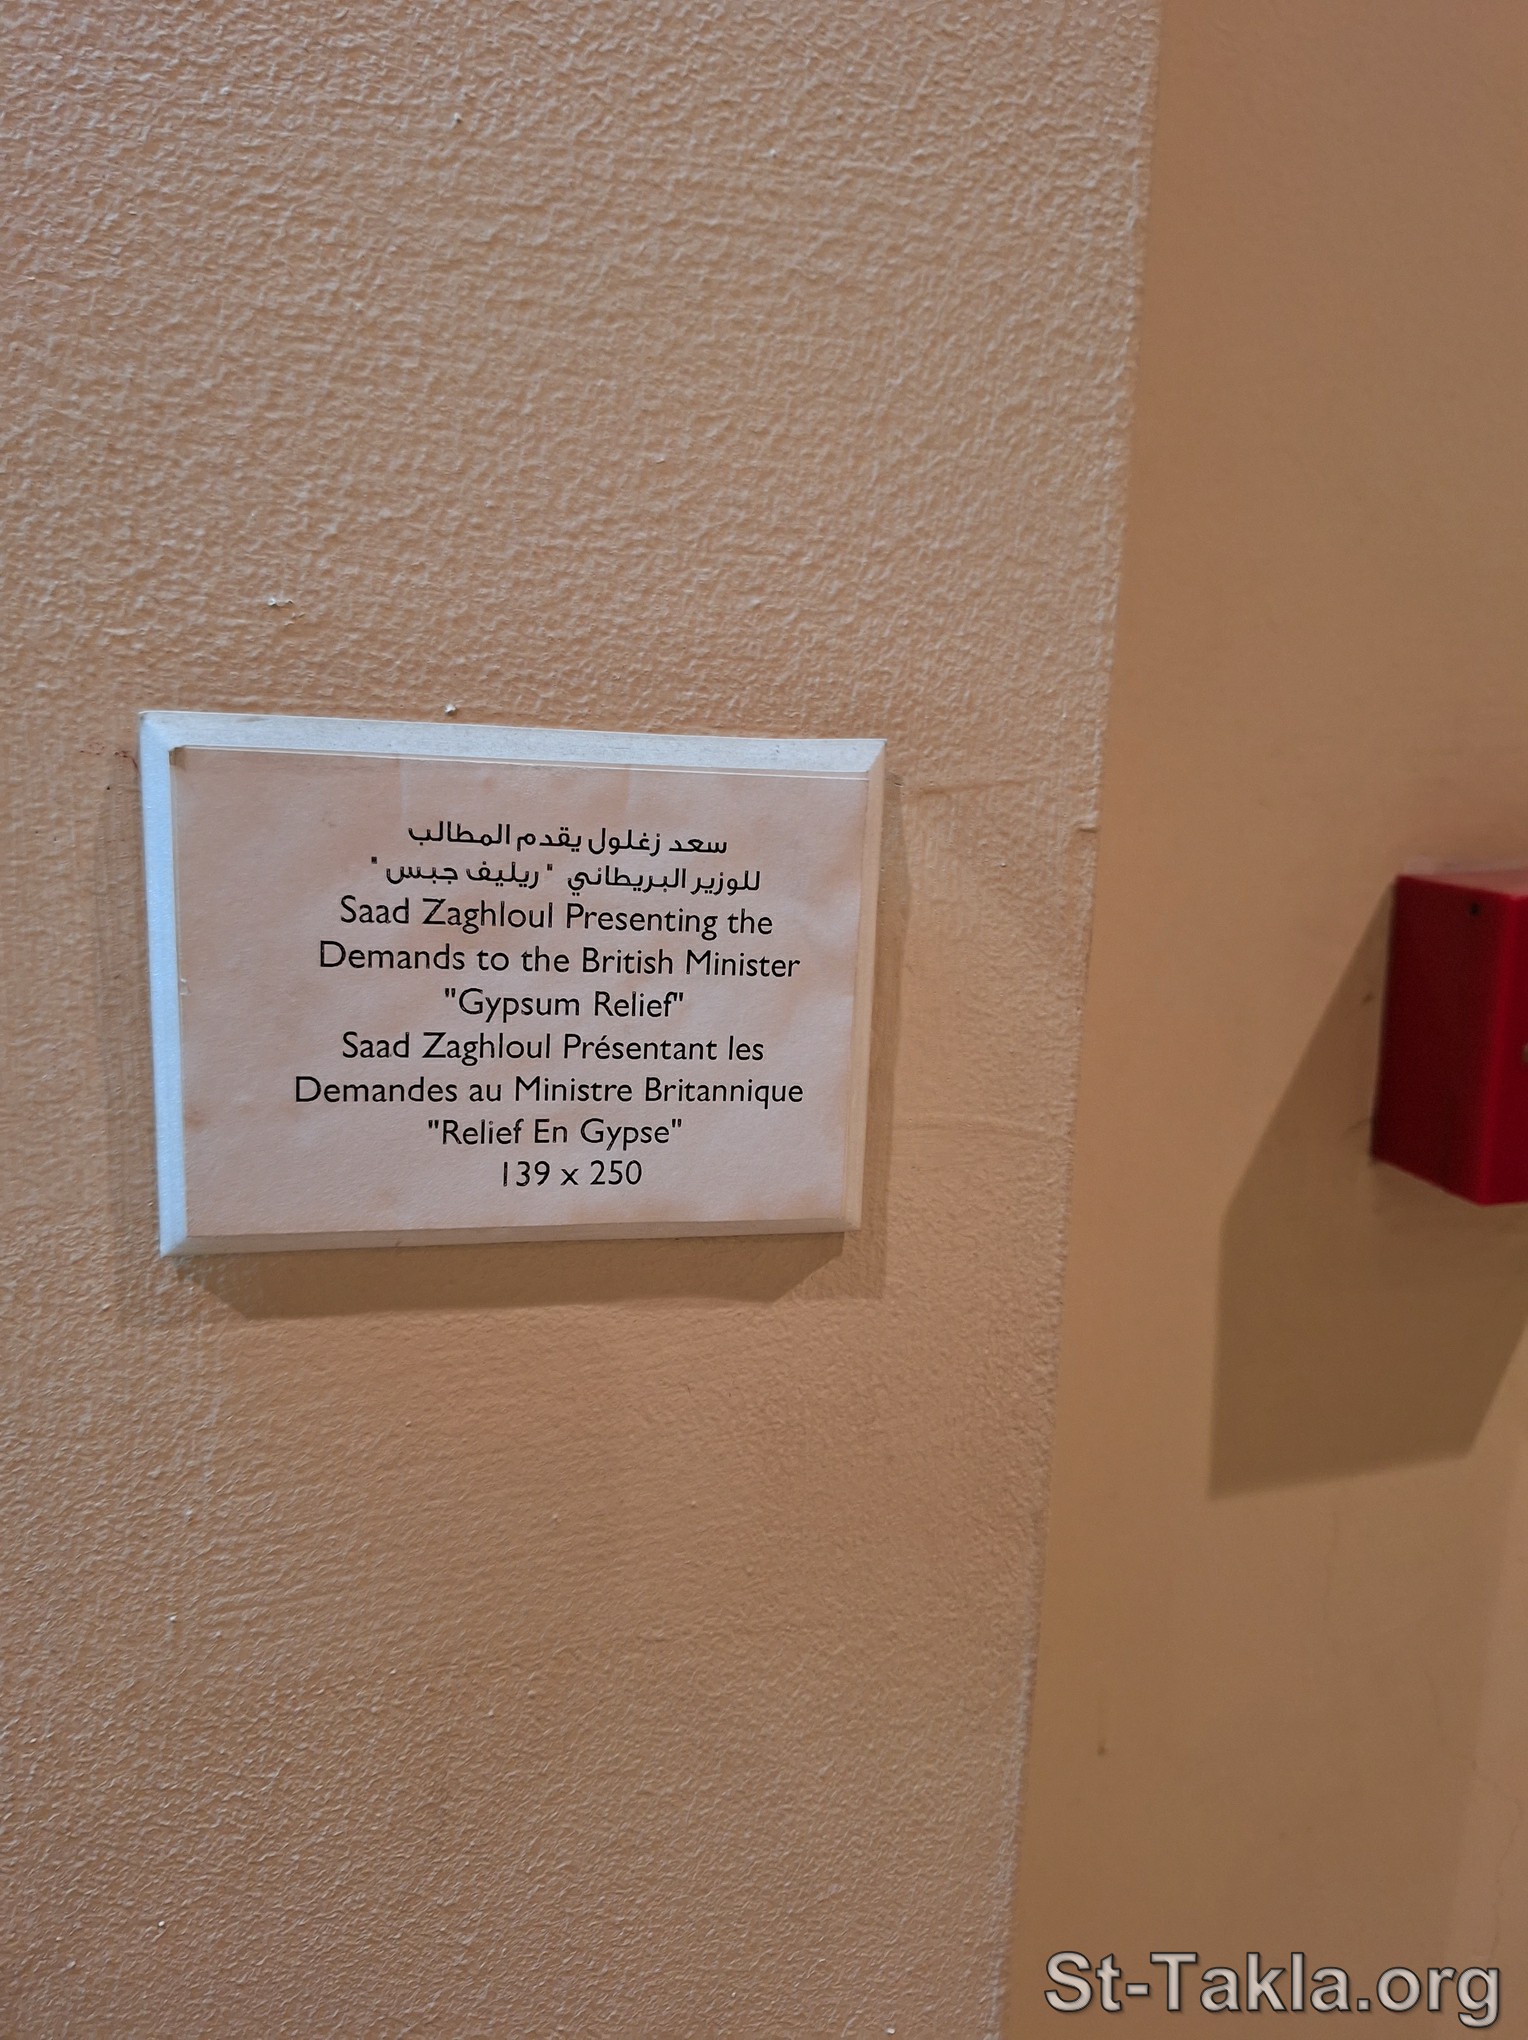 سعد زغلول يقدم المطالب
للوزير البريطاني "ريليف جبس"
Saad Zaghloul Presenting the
Demands to the British Minister
"Gypsum Relief"
Saad Zaghloul Présentant les
Demandes au Ministre Britannique
"Relief En Gypse"
139 x 250
St-Takla.org